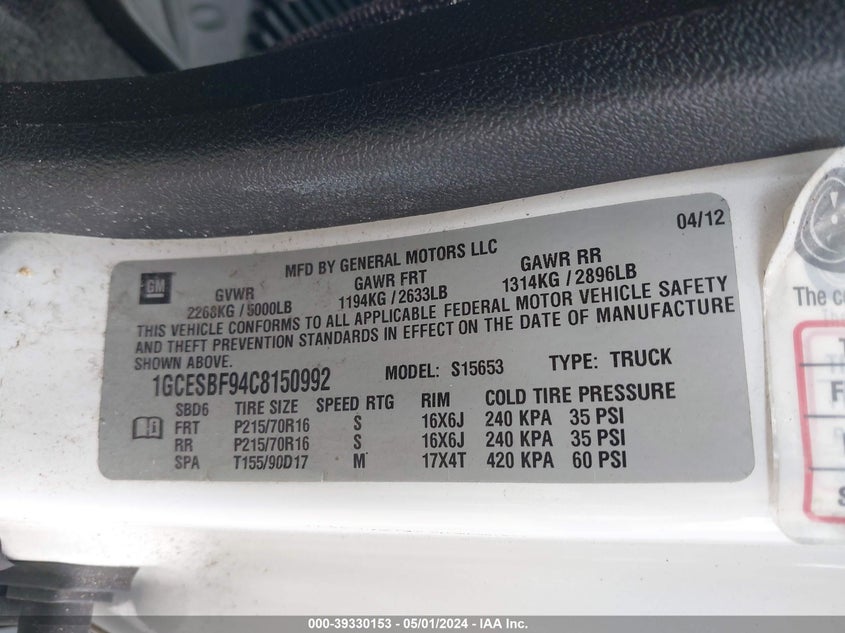 04/12
MFD BY GENERAL MOTORS LLC
GM
GVWR GAWR FRT GAWR RR
2268KG / 5000LB 1194KG / 2633LB 1314KG / 2896LB
THIS VEHICLE CONFORMS TO ALL APPLICABLE FEDERAL MOTOR VEHICLE SAFETY
AND THEFT PREVENTION STANDARDS IN EFFECT ON THE DATE OF MANUFACTURE
SHOWN ABOVE.
1GCESBF94C8150992 MODEL: S15653 TYPE: TRUCK
SBD6 TIRE SIZE SPEED RTG RIM COLD TIRE PRESSURE
FRT P215/70R16 S 16X6J 240 KPA 35 PSI
RR P215/70R16 S 16X6J 240 KPA 35 PSI
SPA T155/90D17 M 17X4T 420 KPA 60 PSI
The co
T
F
S
000-39330153 - 05/01/2024 - IAA Inc.